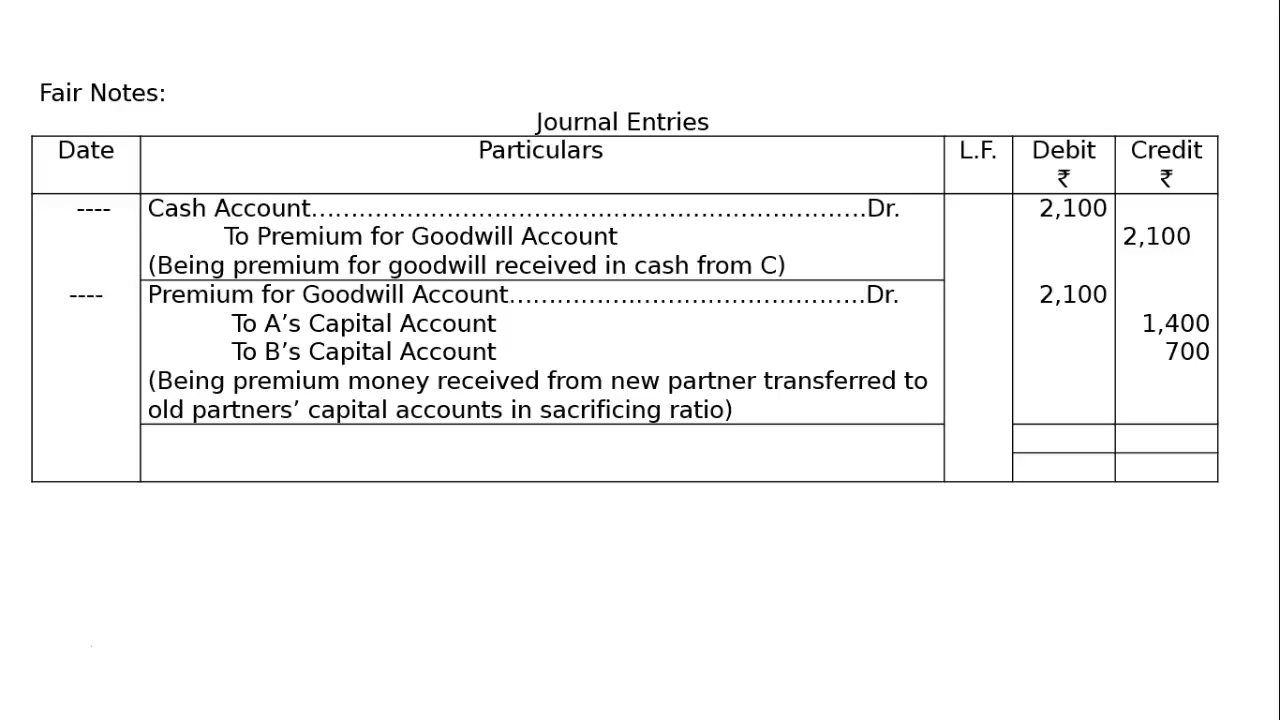 Fair Notes:
Journal Entries
Date Particulars L.F. Debit Credit
₹ ₹
---- Cash Account……………………………………………………………Dr. 2,100
To Premium for Goodwill Account 2,100
(Being premium for goodwill received in cash from C)
---- Premium for Goodwill Account………………………………………Dr. 2,100
To A’s Capital Account 1,400
To B’s Capital Account 700
(Being premium money received from new partner transferred to
old partners’ capital accounts in sacrificing ratio)